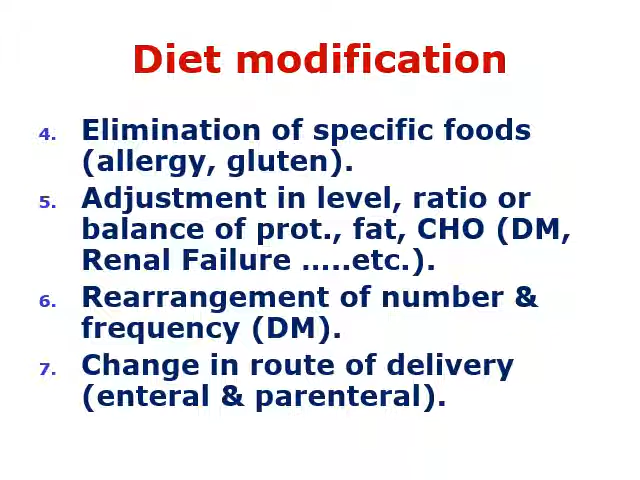 Diet modification
4. Elimination of specific foods
(allergy, gluten).
5. Adjustment in level, ratio or
balance of prot., fat, CHO (DM,
Renal Failure …..etc.).
6. Rearrangement of number &
frequency (DM).
7. Change in route of delivery
(enteral & parenteral).